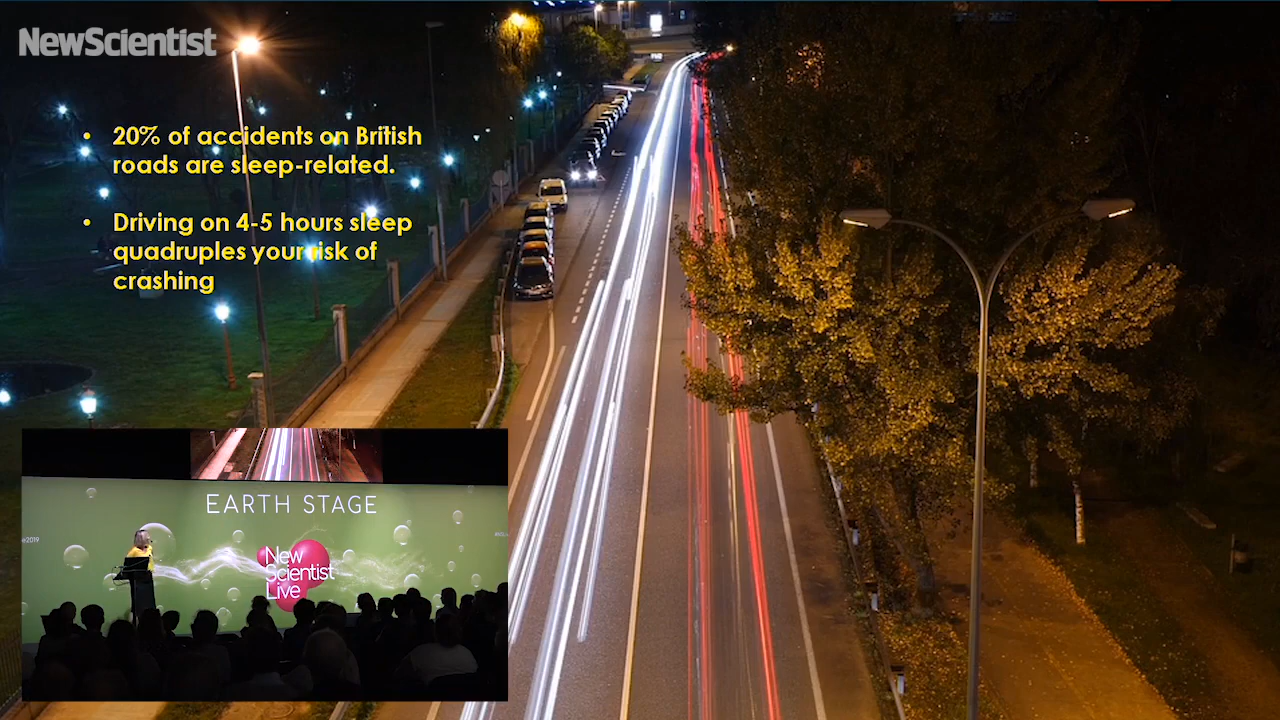 NewScientist
• 20% of accidents on British
roads are sleep-related.
• Driving on 4-5 hours sleep
quadruples your risk of
crashing
EARTH STAGE
New
Scientist
Live